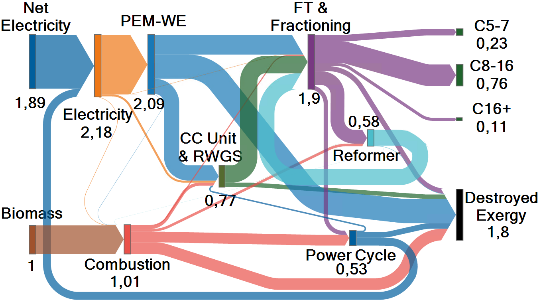 Net
Electricity
1,89
Electricity
2,18
PEM-WE
2,09
CC Unit
& RWGS
0,77
FT &
Fractioning
1,9
0,58
Reformer
C5-7
0,23
C8-16
0,76
C16+
0,11
Biomass
1
Combustion
1,01
Power Cycle
0,53
Destroyed
Exergy
1,8